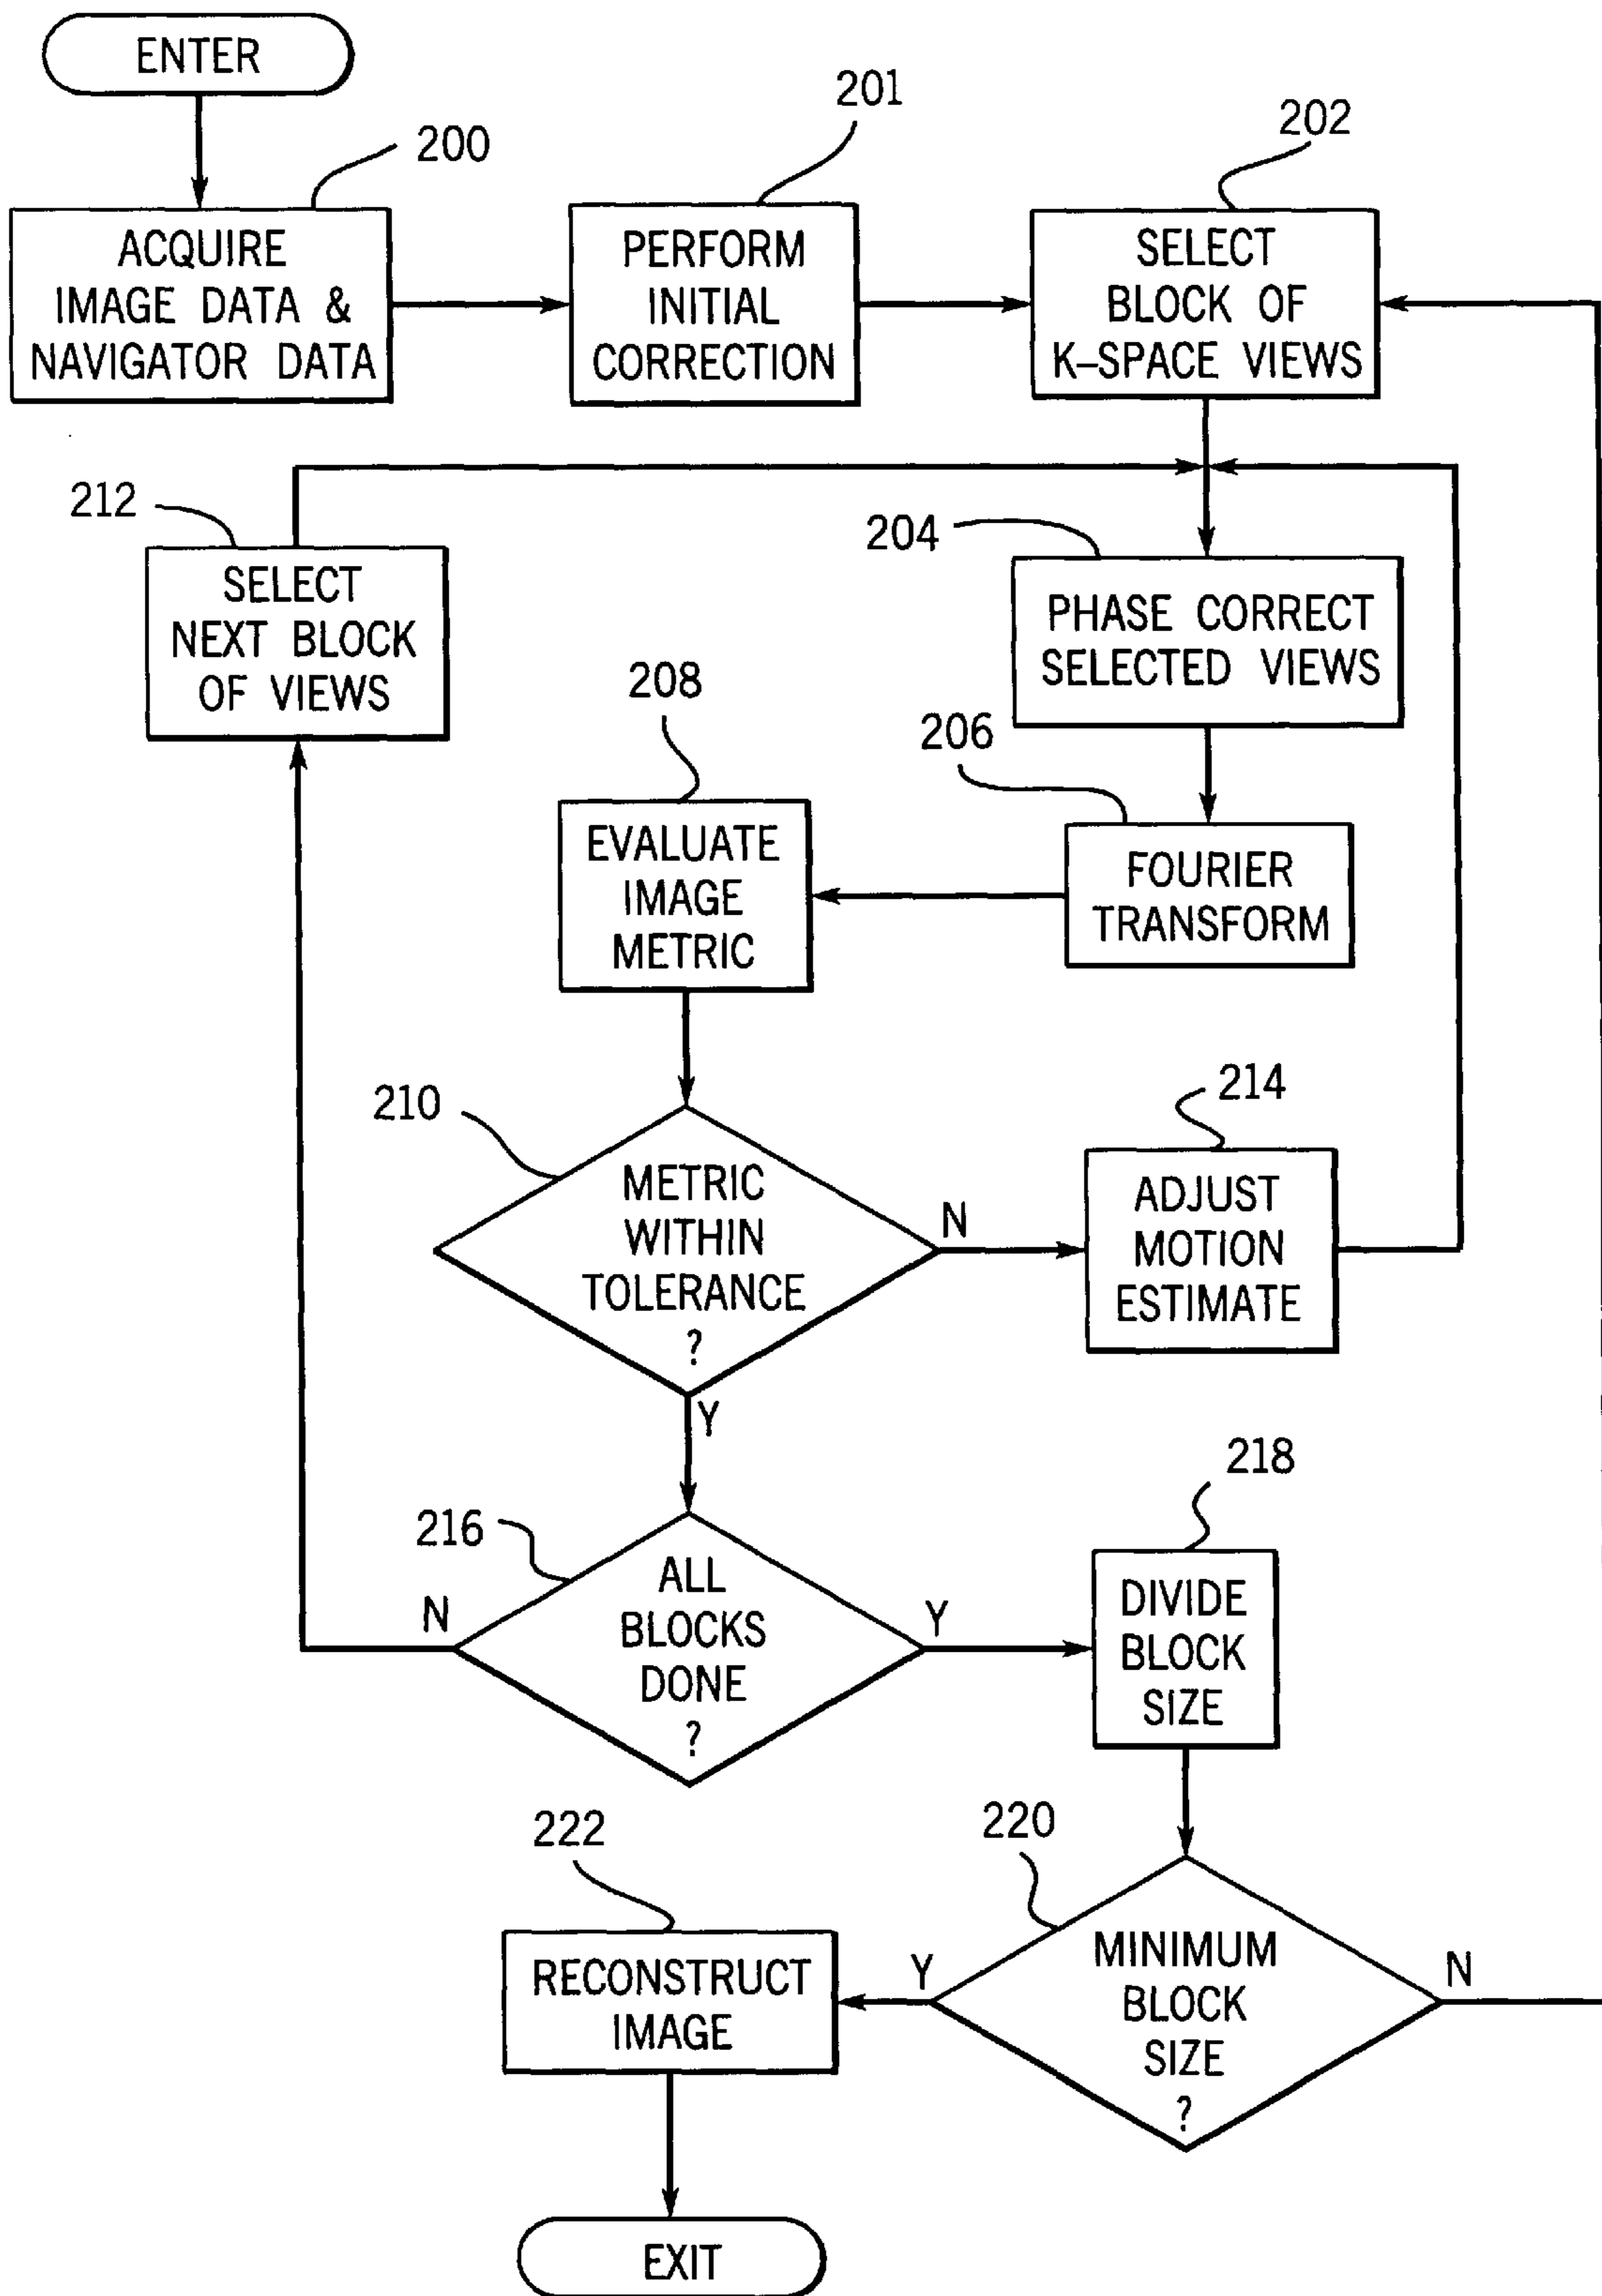 ENTER
200
201
202
ACQUIRE
IMAGE DATA &
NAVIGATOR DATA
PERFORM
INITIAL
CORRECTION
SELECT
BLOCK OF
K-SPACE VIEWS
212
SELECT
NEXT BLOCK
OF VIEWS
204
PHASE CORRECT
SELECTED VIEWS
206
FOURIER
TRANSFORM
208
EVALUATE
IMAGE
METRIC
210
METRIC
WITHIN
TOLERANCE
?
N
Y
214
ADJUST
MOTION
ESTIMATE
216
ALL
BLOCKS
DONE
?
N
Y
218
DIVIDE
BLOCK
SIZE
220
MINIMUM
BLOCK
SIZE
?
Y
N
222
RECONSTRUCT
IMAGE
EXIT